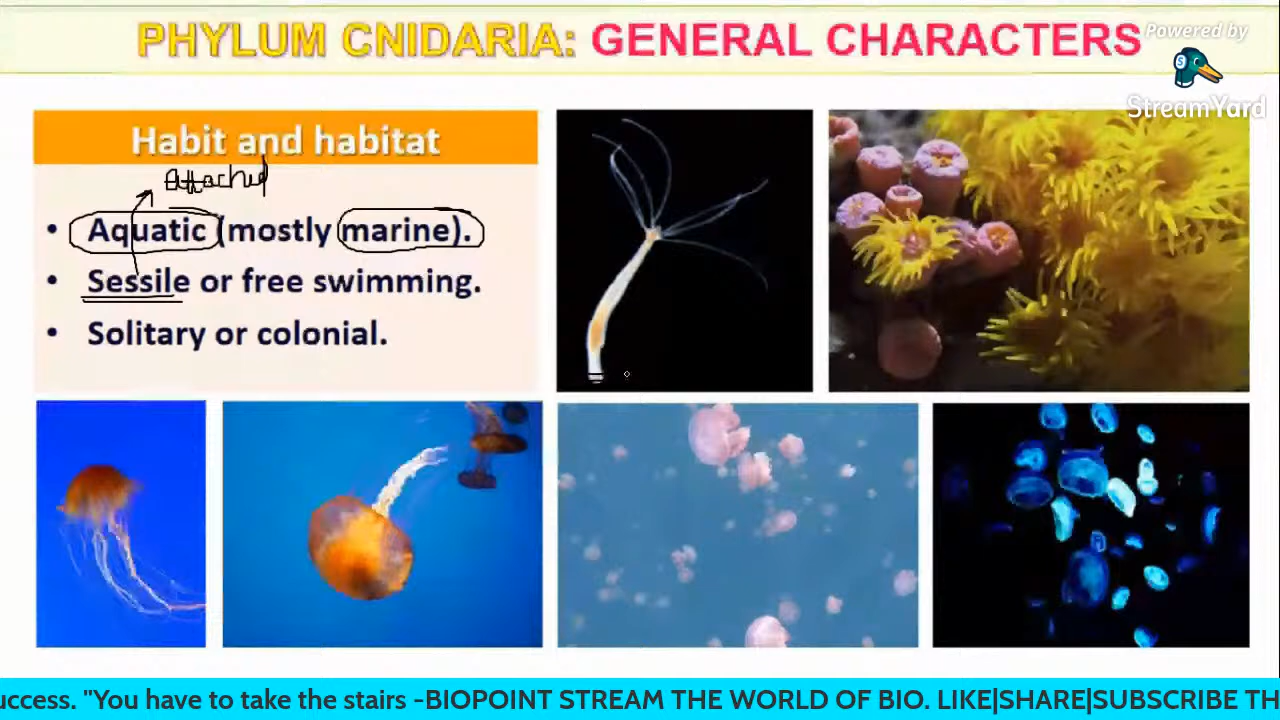 PHYLUM CNIDARIA: GENERAL CHARACTERS
Powered by
StreamYard
Habit and habitat
Attached
• Aquatic (mostly marine).
• Sessile or free swimming.
• Solitary or colonial.
uccess. "You have to take the stairs -BIOPOINT STREAM THE WORLD OF BIO. LIKE|SHARE|SUBSCRIBE TH